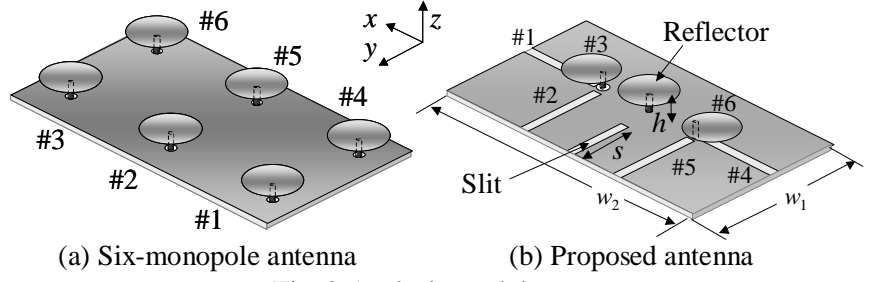 #6
#5
#4
#3
#2
#1
x
y
z
(a) Six-monopole antenna
#1
#3
Reflector
#2
#6
h
s
#5
#4
Slit
w2
w1
(b) Proposed antenna